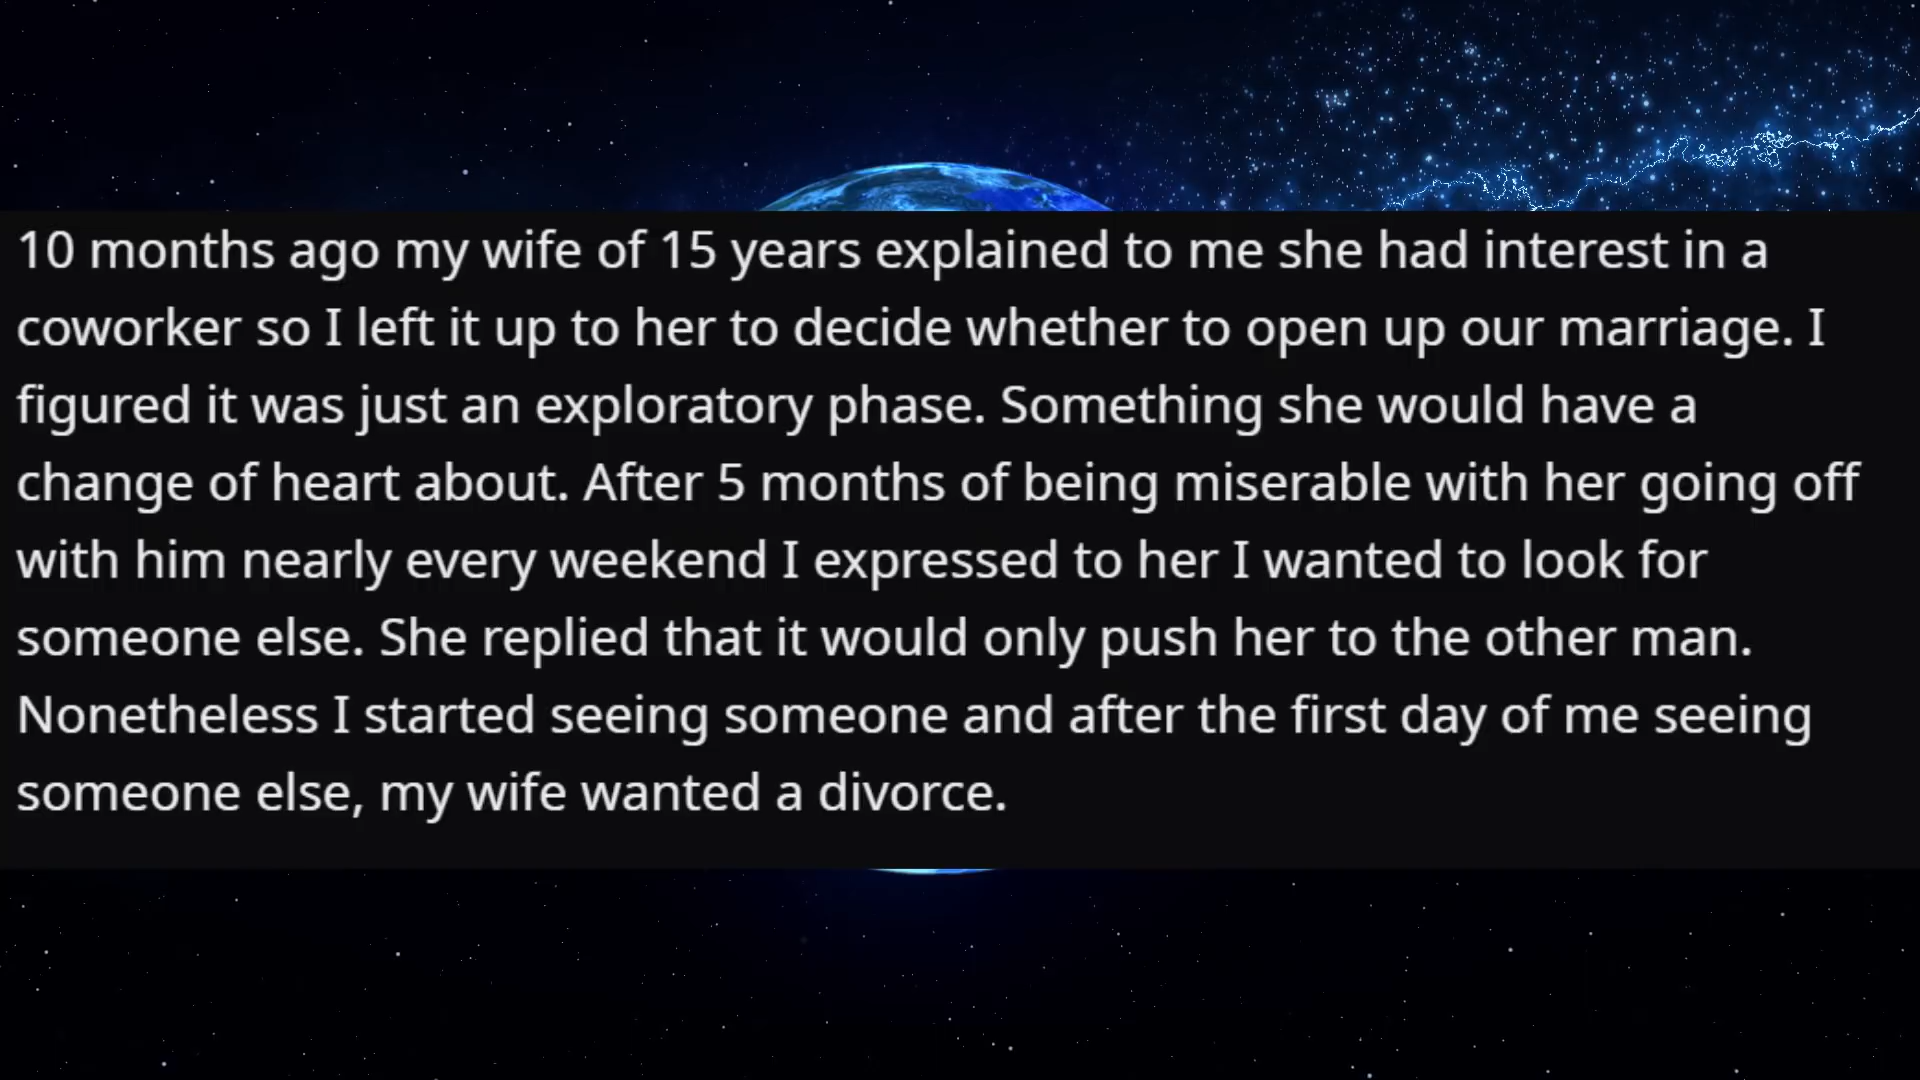 10 months ago my wife of 15 years explained to me she had interest in a
coworker so I left it up to her to decide whether to open up our marriage. I
figured it was just an exploratory phase. Something she would have a
change of heart about. After 5 months of being miserable with her going off
with him nearly every weekend I expressed to her I wanted to look for
someone else. She replied that it would only push her to the other man.
Nonetheless I started seeing someone and after the first day of me seeing
someone else, my wife wanted a divorce.